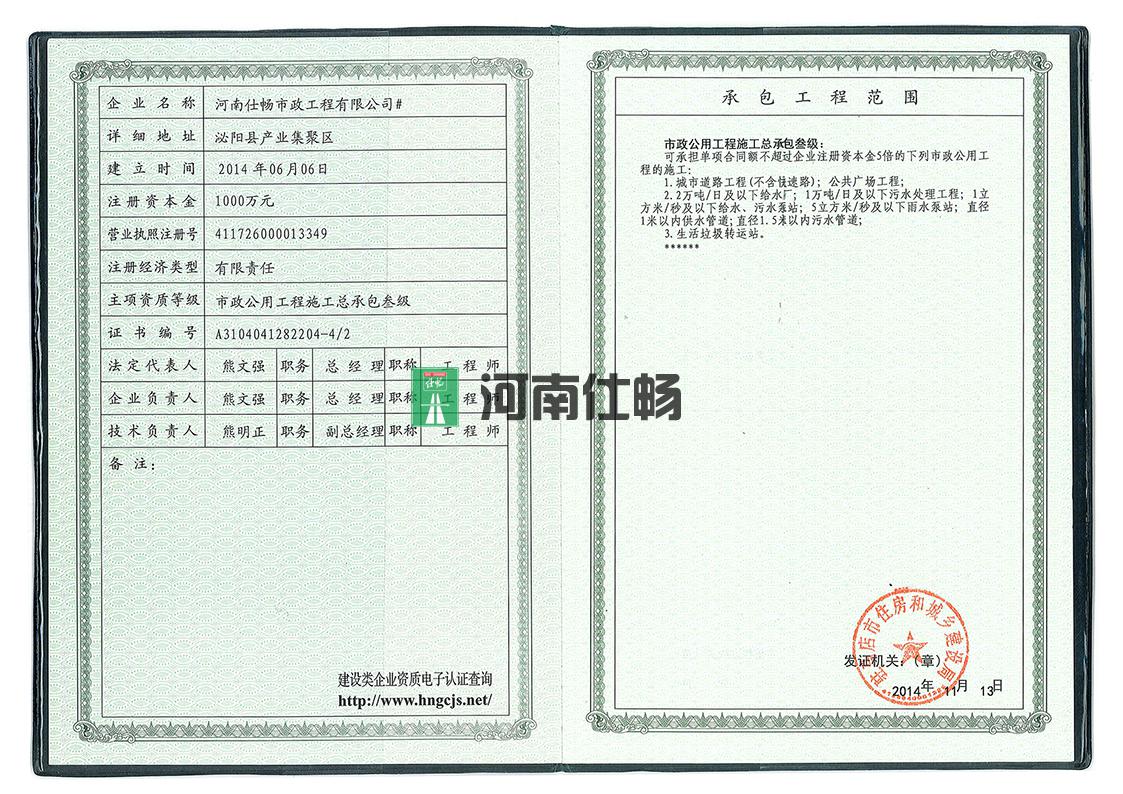 企业名称 河南仕畅市政工程有限公司#
详细地址 泌阳县产业集聚区
建立时间 2014年06月06日
注册资本金 1000万元
营业执照注册号 411726000013349
注册经济类型 有限责任
主项资质等级 市政公用工程施工总承包叁级
证书编号 A3104041282204-4/2
法定代表人 熊文强 职务 总经理 职称 工程师
企业负责人 熊文强 职务 总经理 职称 工程师
技术负责人 熊明正 职务 副总经理 职称 工程师
备注:
建设类企业资质电子认证查询
http://www.hngcjs.net/
仕畅
河南仕畅
承包工程范围
市政公用工程施工总承包叁级:
可承担单项合同额不超过企业注册资本金5倍的下列市政公用工
程的施工:
1.城市道路工程(不含快速路); 公共广场工程;
2.2万吨/日及以下给水厂; 1万吨/日及以下污水处理工程; 1立
方米/秒及以下给水、污水泵站; 5立方米/秒及以下雨水泵站; 直径
1米以内供水管道;直径1.5米以内污水管道;
3.生活垃圾转运站。
******
驻马店市住房和城乡建设局
发证机关:(章)
2014年 11月 13日